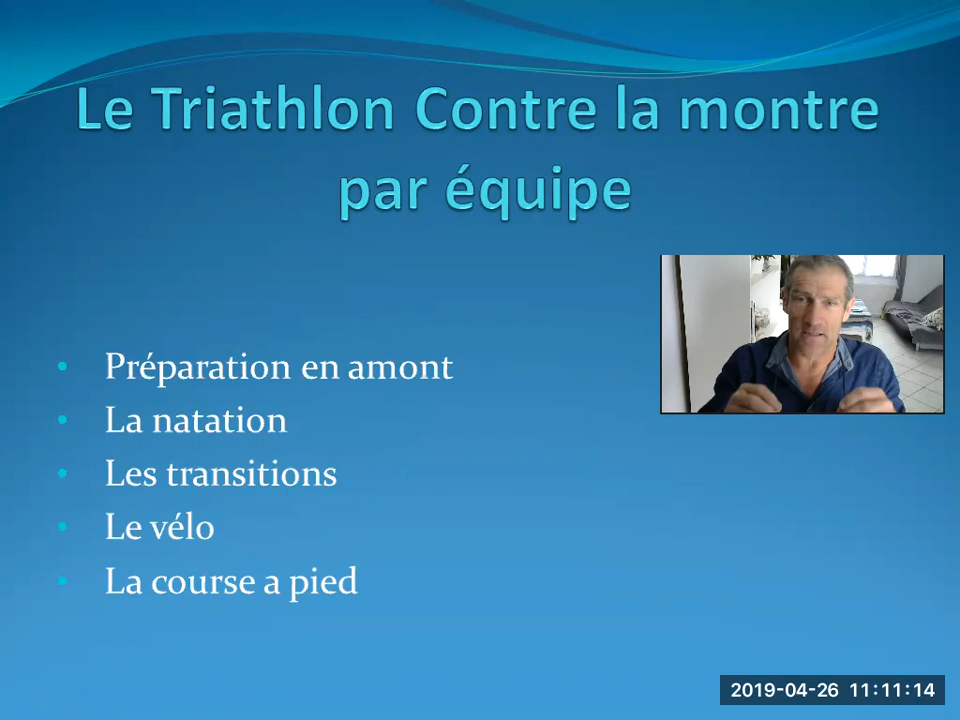 Le Triathlon Contre la montre
par équipe
• Préparation en amont
• La natation
• Les transitions
• Le vélo
• La course a pied
2019-04-26 11:11:14